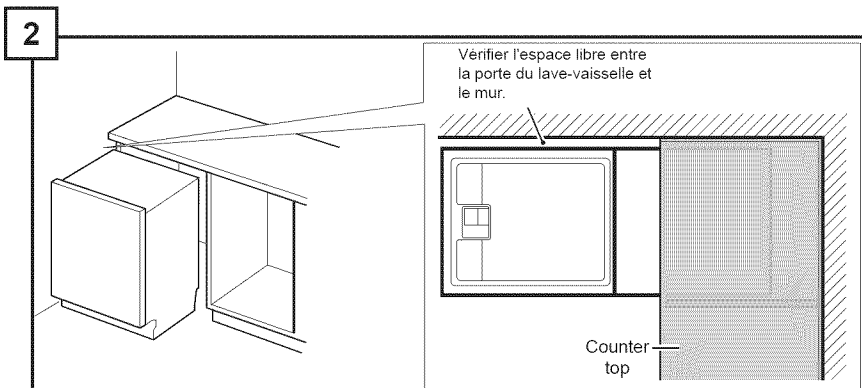 2
Vérifier l'espace libre entre
la porte du lave-vaisselle et
le mur.
Counter
top